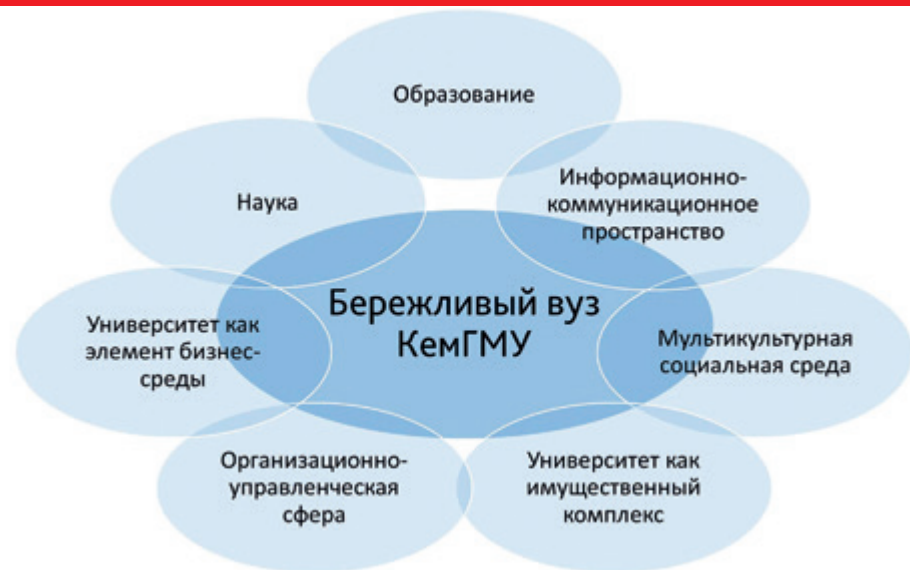 Образование
Наука
Информационно-
коммуникационное
пространство
Бережливый вуз
КемГМУ
Университет как
элемент бизнес-
среды
Мультикультурная
социальная среда
Организационно-
управленческая
сфера
Университет как
имущественный
комплекс